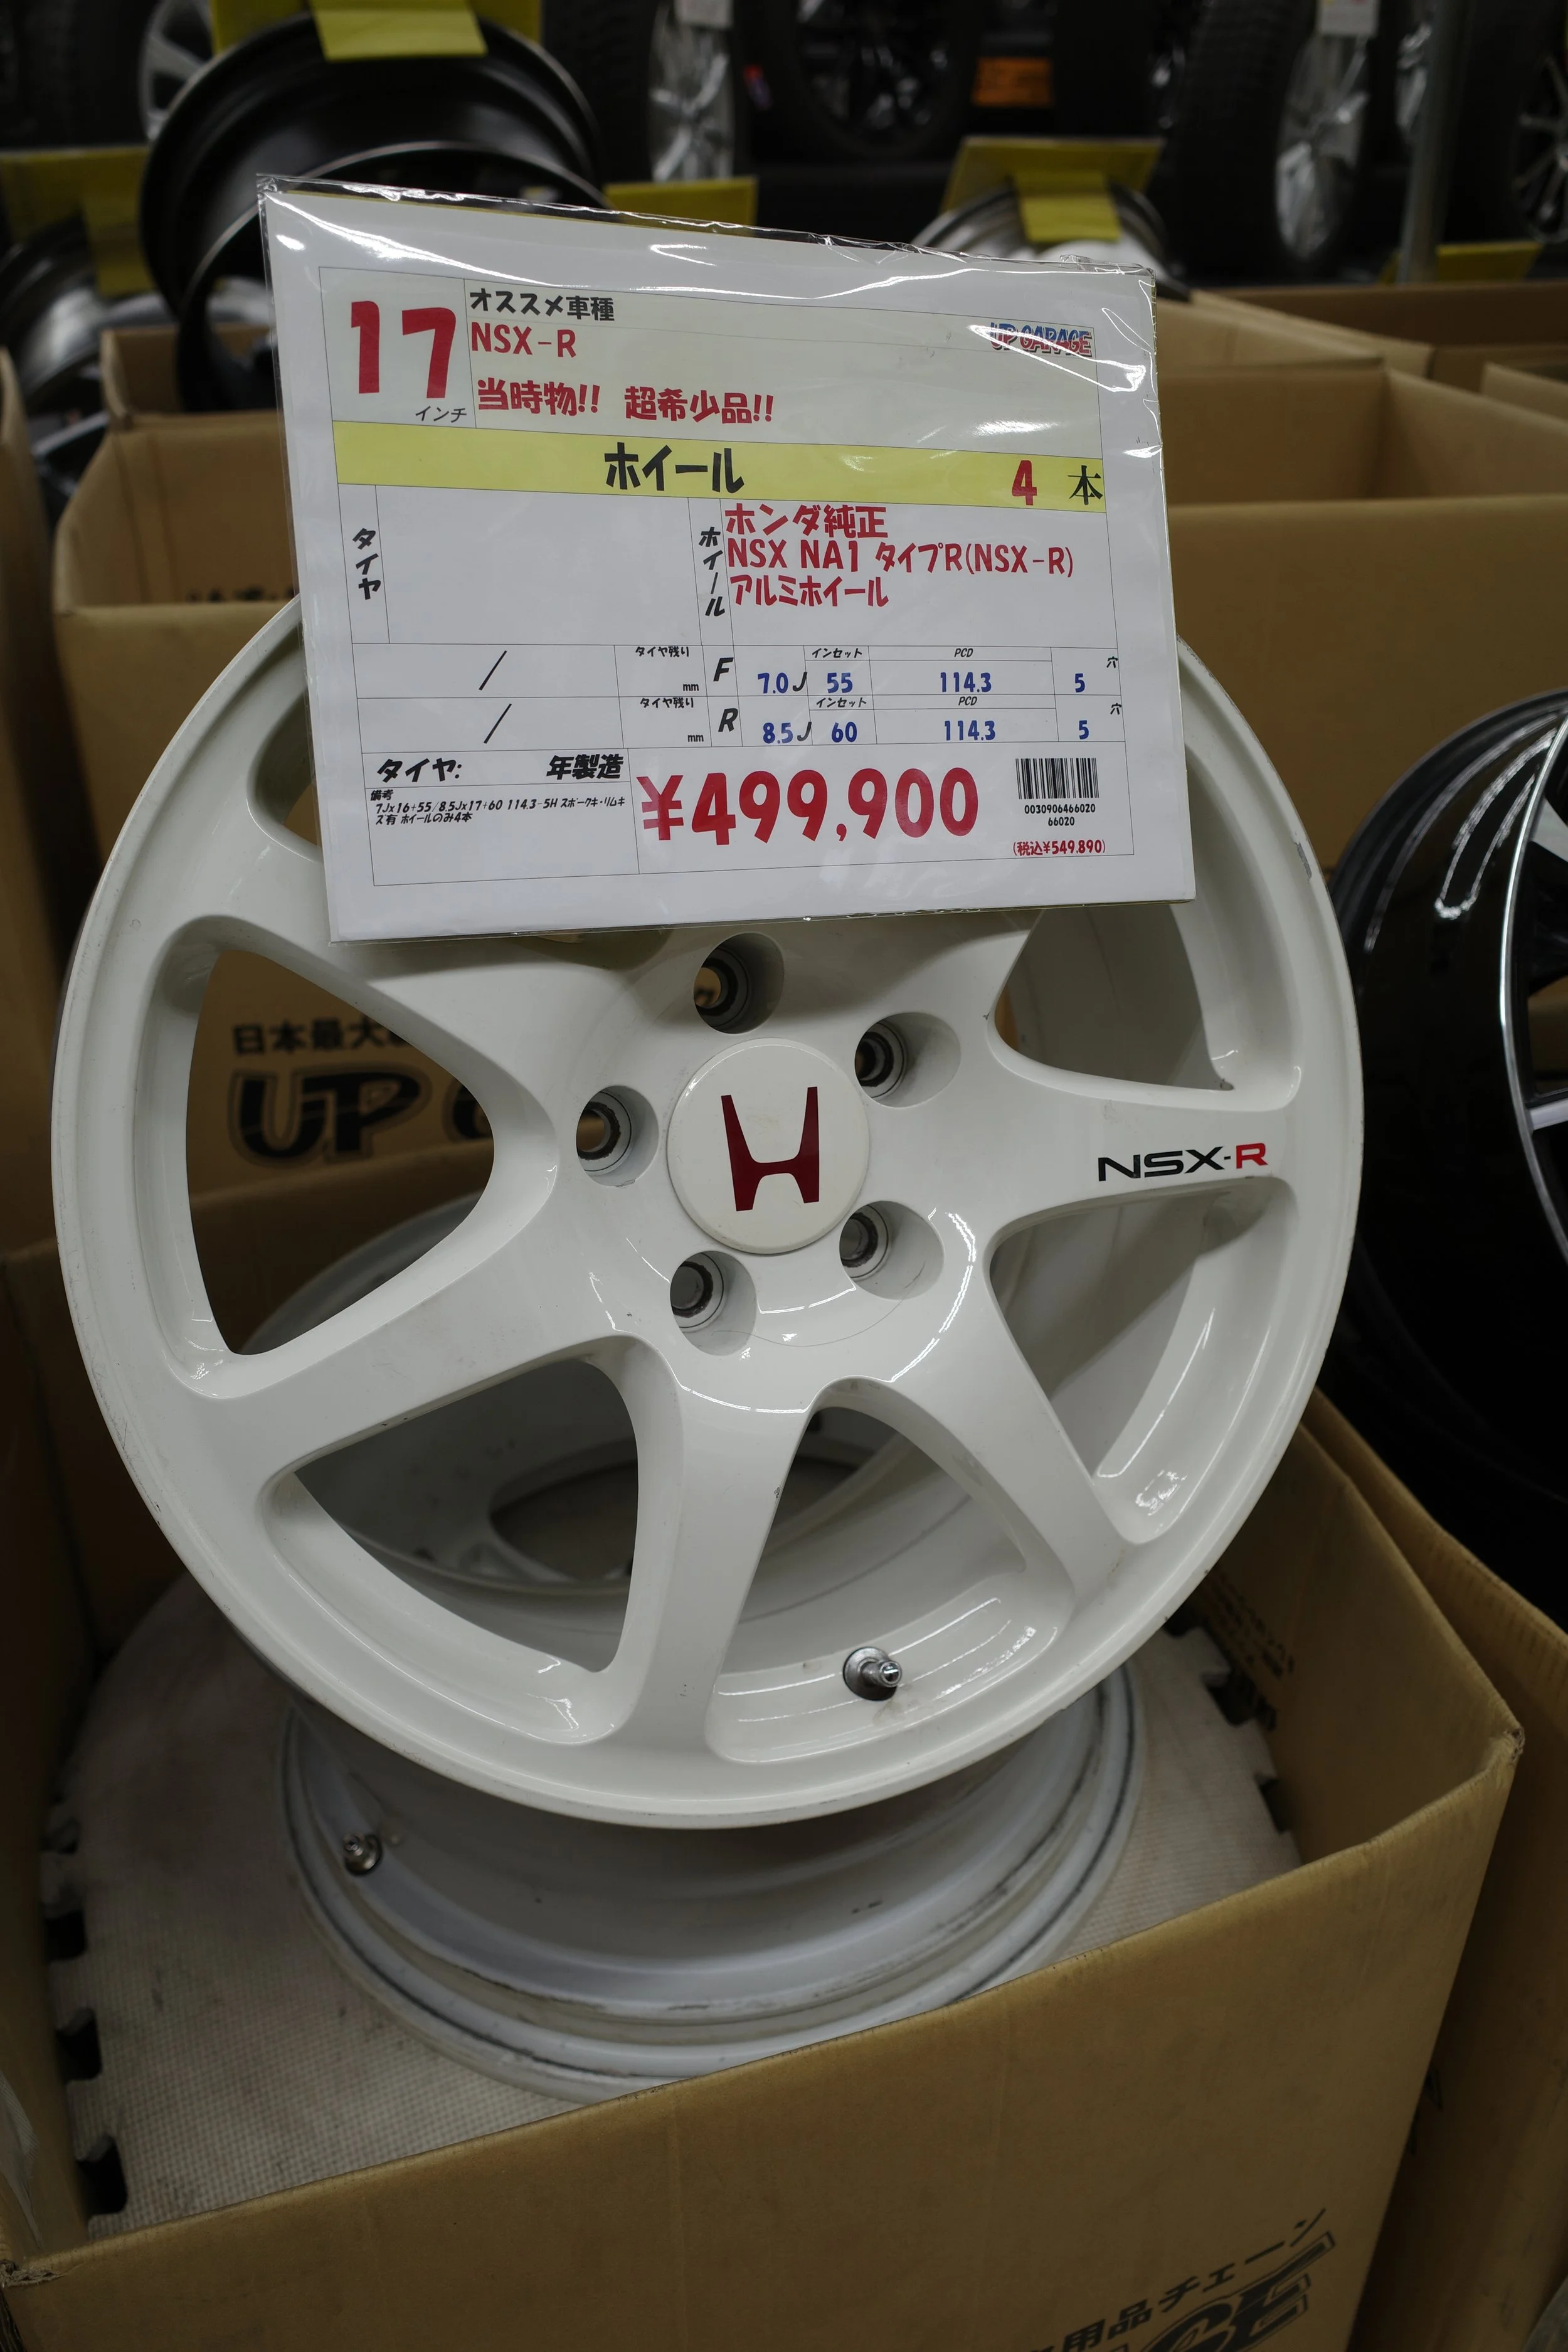 17
インチ
オススメ車種
NSX-R
UP GARAGE
当時物!! 超希少品!!
ホイール 4 本
タイヤ
ホイール
ホンダ純正
NSX NA1 タイプR(NSX-R)
アルミホイール
/ タイヤ残り mm F 7.0J インセット 55 PCD 114.3 5 穴
/ タイヤ残り mm R 8.5J インセット 60 PCD 114.3 5 穴
タイヤ: 年製造
備考
7Jx16+55/8.5Jx17+60 114.3-5H スポークキ・リムキ
ズ有 ホイールのみ4本
¥499,900
0030906466020
66020
(税込¥549,890)
日本最大
UP
NSX-R
用品チェーン
GE